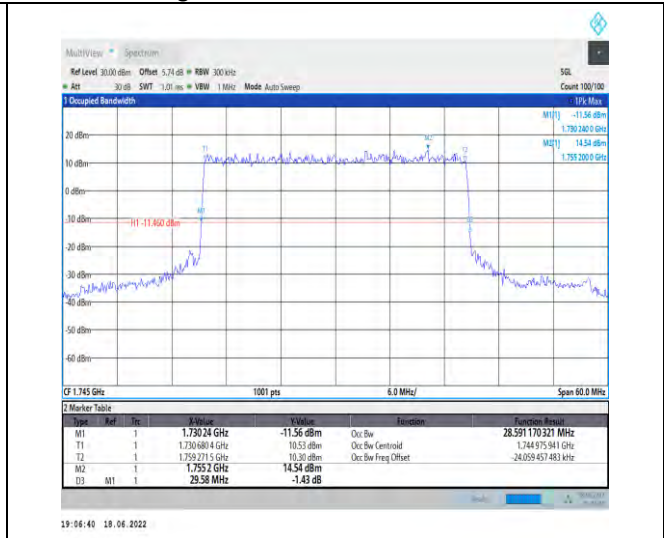 MultiView Spectrum
Ref Level 30.00 dBm Offset 5.74 dB RBW 300 kHz SGL
Att 30 dB SWT 1.01 ms VBW 1 MHz Mode Auto Sweep Count 100/100
1 Occupied Bandwidth 1Pk Max
M1[1] -11.56 dBm
1.730 240 0 GHz
M2[1] 14.54 dBm
1.755 200 0 GHz
20 dBm
M2
T1
T2
10 dBm
0 dBm
M1
-10 dBm
H1 -11.460 dBm
-20 dBm
-30 dBm
-40 dBm
-50 dBm
-60 dBm
CF 1.745 GHz 1001 pts 6.0 MHz/ Span 60.0 MHz
2 Marker Table
Type Ref Trc X-Value Y-Value Function Function Result
M1 1 1.73024 GHz -11.56 dBm Occ Bw 28.591 170 321 MHz
T1 1 1.730 680 4 GHz 10.53 dBm Occ Bw Centroid 1.744 975 941 GHz
T2 1 1.759 271 5 GHz 10.30 dBm Occ Bw Freq Offset -24.059 457 483 kHz
M2 1 1.7552 GHz 14.54 dBm
D3 M1 1 29.58 MHz -1.43 dB
19:06:40 18.06.2022